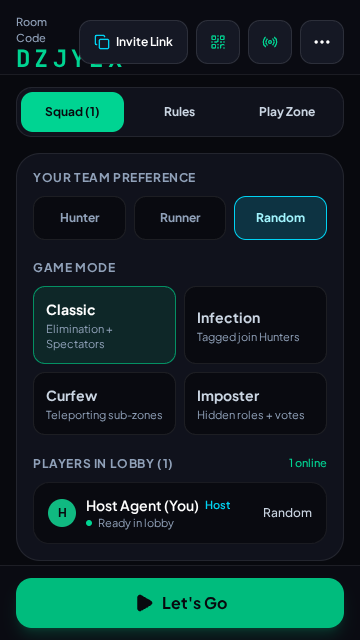 Room
Code
Invite Link
Squad (1)
Rules
Play Zone
YOUR TEAM PREFERENCE
Hunter
Runner
Random
GAME MODE
Classic
Elimination +
Spectators
Infection
Tagged join Hunters
Curfew
Teleporting sub-zones
Imposter
Hidden roles + votes
PLAYERS IN LOBBY (1)
1 online
H
Host Agent (You)
Host
Ready in lobby
Random
Let's Go